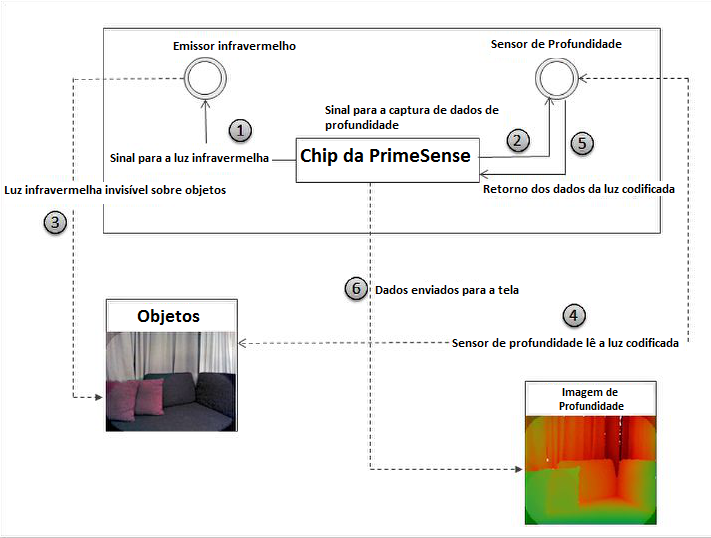 Emissor infravermelho
Sensor de Profundidade
Sinal para a captura de dados de
profundidade
1
2
5
Sinal para a luz infravermelha
Chip da PrimeSense
Luz infravermelha invisível sobre objetos
Retorno dos dados da luz codificada
3
6
Dados enviados para a tela
4
Objetos
Sensor de profundidade lê a luz codificada
Imagem de
Profundidade